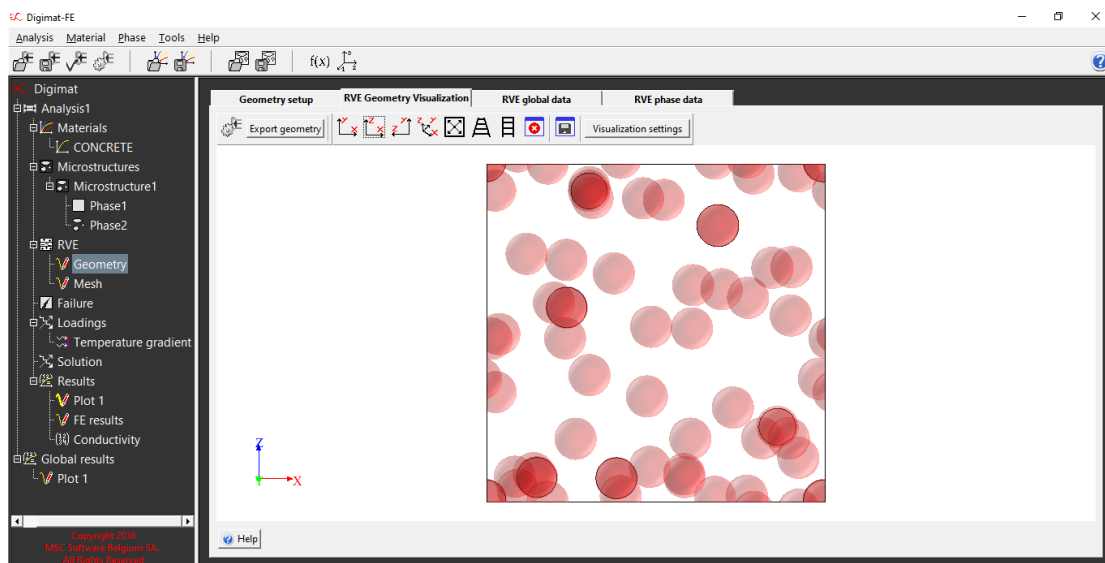 Digimat-FE
Analysis Material Phase Tools Help
f(x)
Digimat
Analysis1
Materials
CONCRETE
Microstructures
Microstructure1
Phase1
Phase2
RVE
Geometry
Mesh
Failure
Loadings
Temperature gradient
Solution
Results
Plot 1
FE results
Conductivity
Global results
Plot 1
Copyright 2016
MSC Software Belgium SA.
All Rights Reserved
Geometry setup RVE Geometry Visualization RVE global data RVE phase data
Export geometry Visualization settings
Z
X
Help